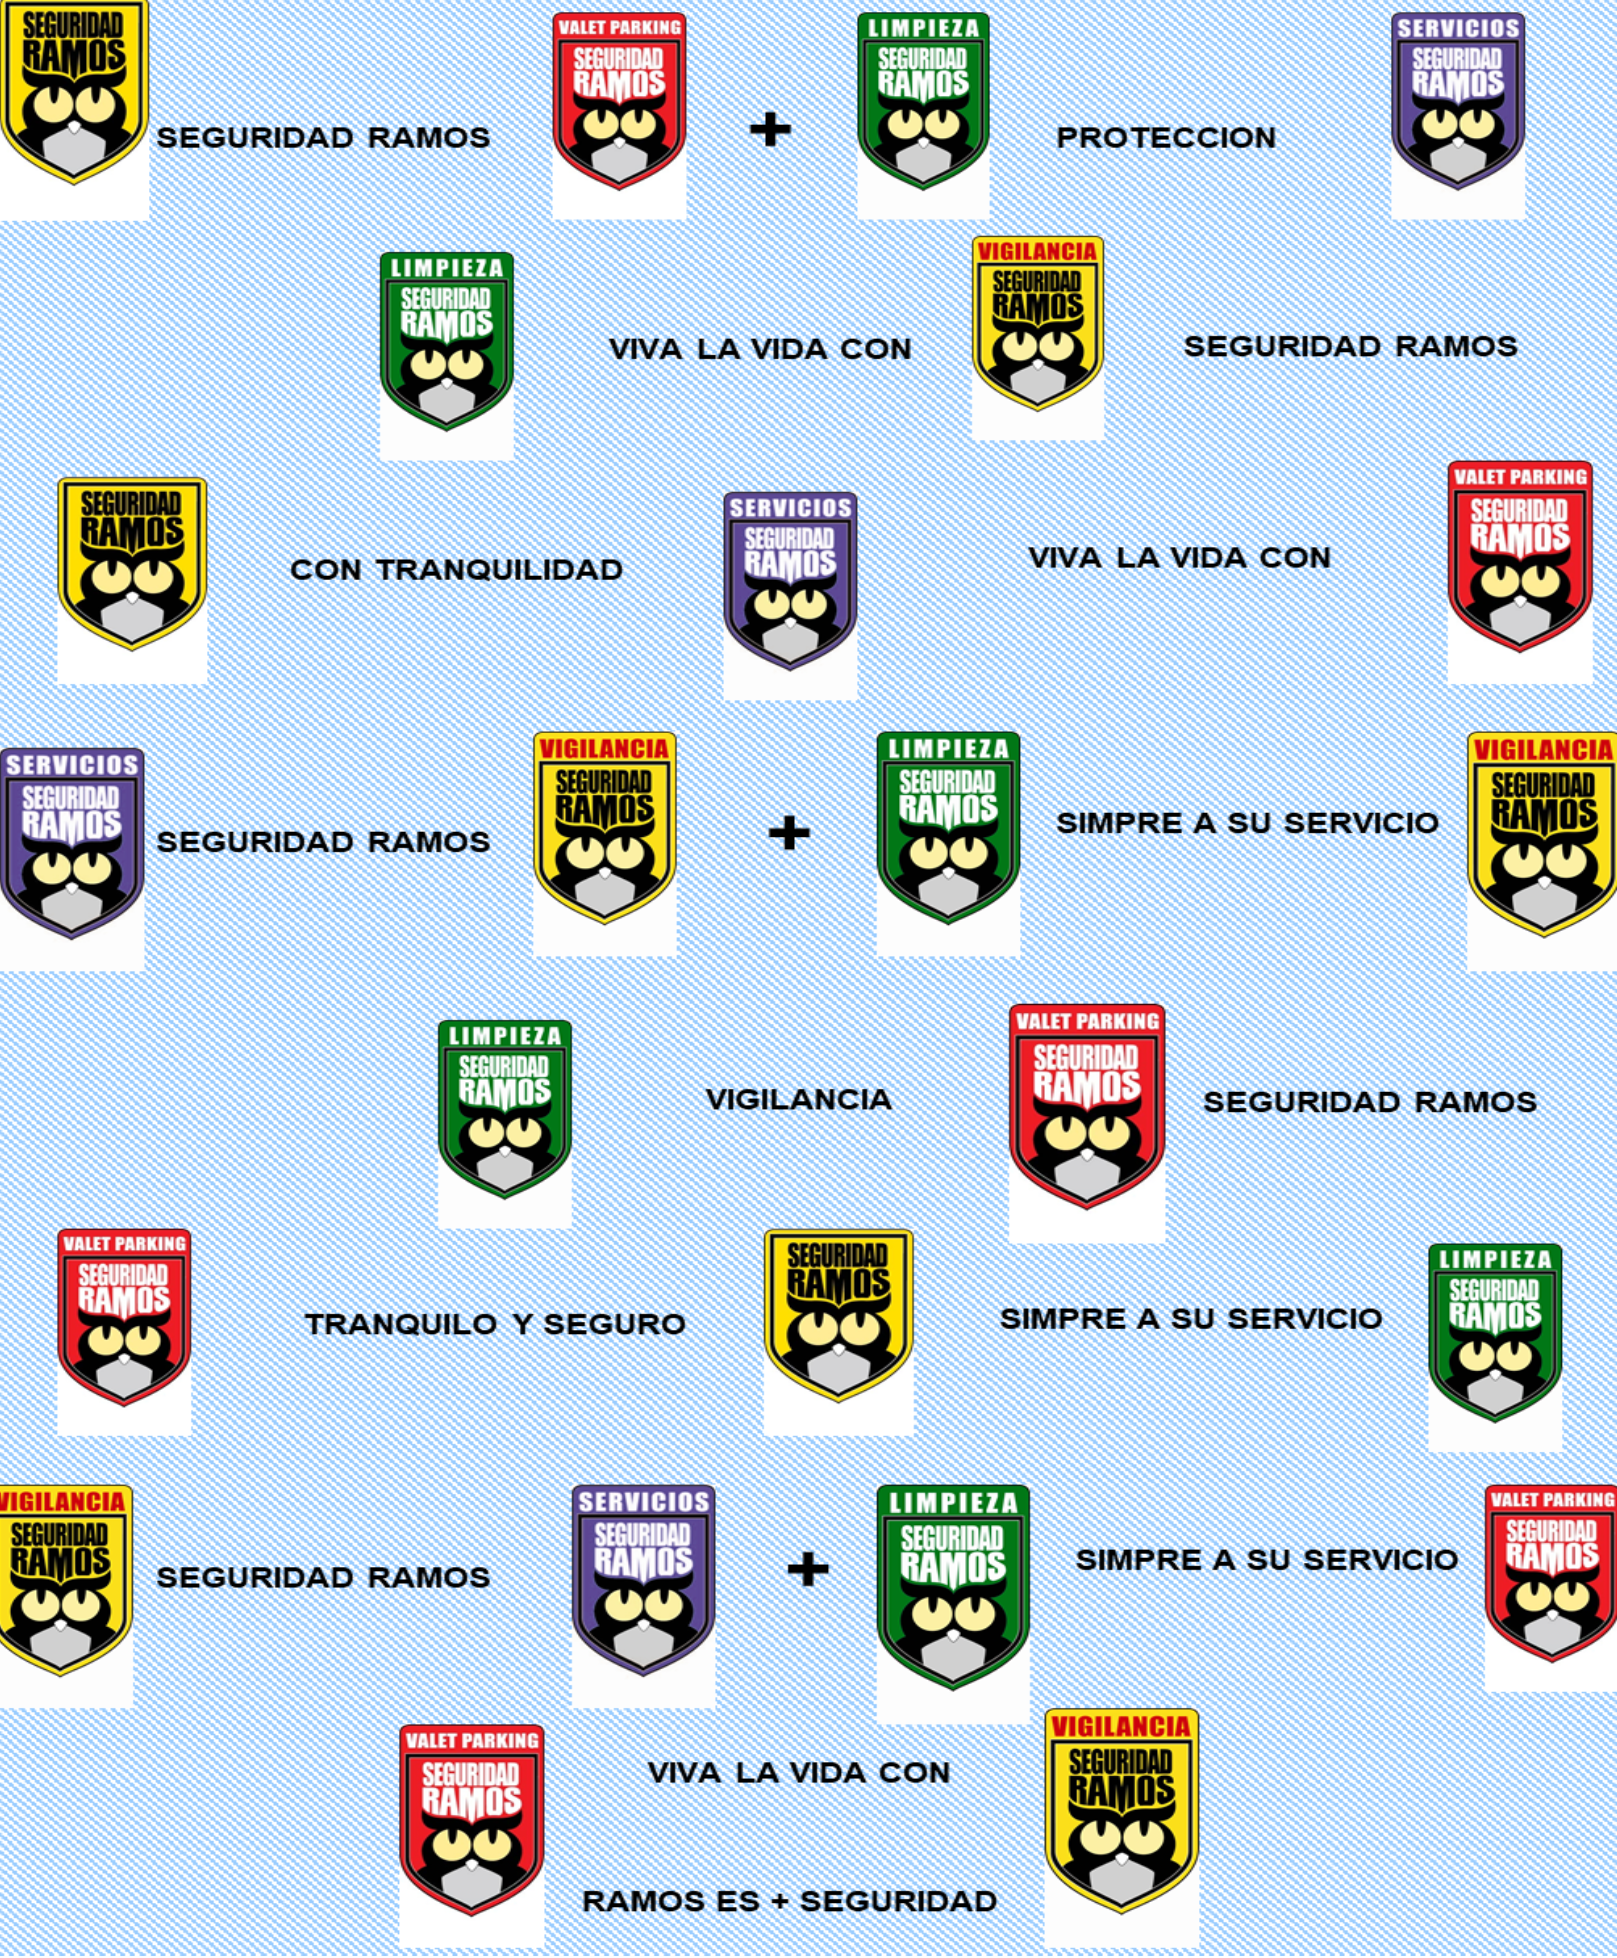 SEGURIDAD
RAMOS
SEGURIDAD RAMOS
VALET PARKING
SEGURIDAD
RAMOS
+
LIMPIEZA
SEGURIDAD
RAMOS
PROTECCION
SERVICIOS
SEGURIDAD
RAMOS
LIMPIEZA
SEGURIDAD
RAMOS
VIVA LA VIDA CON
VIGILANCIA
SEGURIDAD
RAMOS
SEGURIDAD RAMOS
SEGURIDAD
RAMOS
CON TRANQUILIDAD
SERVICIOS
SEGURIDAD
RAMOS
VIVA LA VIDA CON
VALET PARKING
SEGURIDAD
RAMOS
SERVICIOS
SEGURIDAD
RAMOS
SEGURIDAD RAMOS
VIGILANCIA
SEGURIDAD
RAMOS
+
LIMPIEZA
SEGURIDAD
RAMOS
SIMPRE A SU SERVICIO
VIGILANCIA
SEGURIDAD
RAMOS
LIMPIEZA
SEGURIDAD
RAMOS
VIGILANCIA
VALET PARKING
SEGURIDAD
RAMOS
SEGURIDAD RAMOS
VALET PARKING
SEGURIDAD
RAMOS
TRANQUILO Y SEGURO
SEGURIDAD
RAMOS
SIMPRE A SU SERVICIO
LIMPIEZA
SEGURIDAD
RAMOS
VIGILANCIA
SEGURIDAD
RAMOS
SEGURIDAD RAMOS
SERVICIOS
SEGURIDAD
RAMOS
+
LIMPIEZA
SEGURIDAD
RAMOS
SIMPRE A SU SERVICIO
VALET PARKING
SEGURIDAD
RAMOS
VALET PARKING
SEGURIDAD
RAMOS
VIVA LA VIDA CON
VIGILANCIA
SEGURIDAD
RAMOS
RAMOS ES + SEGURIDAD